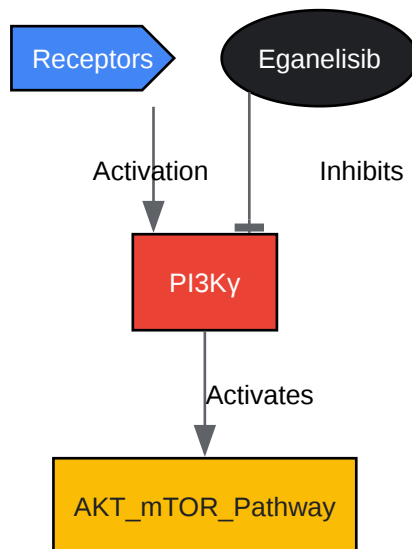 Receptors
Eganelisib
Activation
Inhibits
PI3Kγ
Activates
AKT_mTOR_Pathway